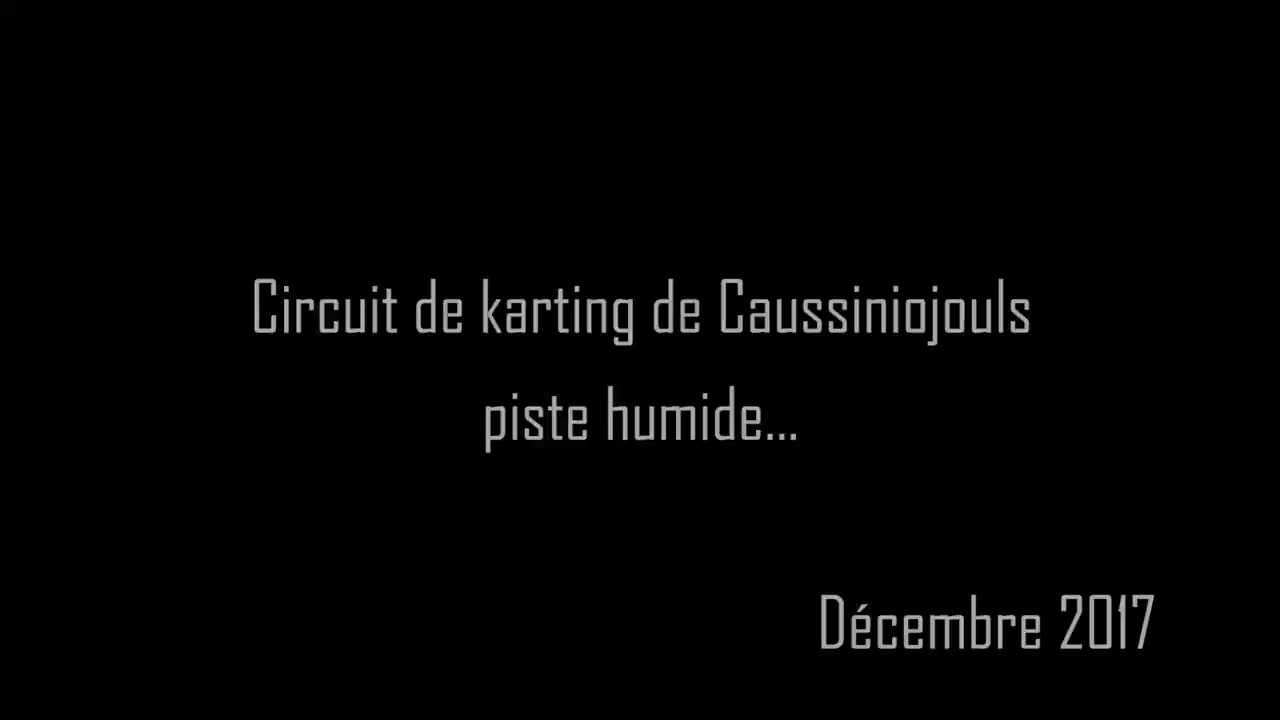 Circuit de karting de Caussiniojouls
piste humide...
Décembre 2017